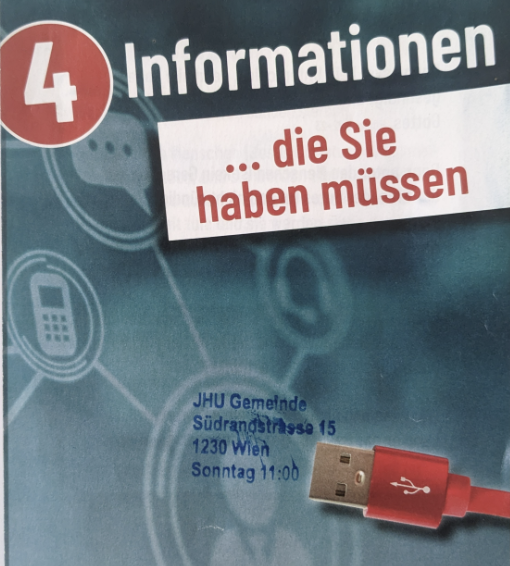 4 Informationen
... die Sie
haben müssen
JHU Gemeinde
Südrandstrasse 15
1230 Wien
Sonntag 11:00